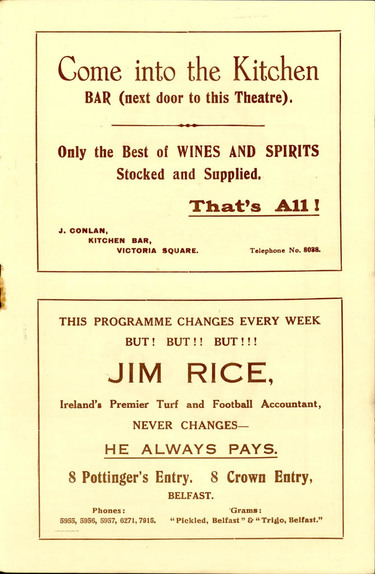 Come into the Kitchen
BAR (next door to this Theatre).
Only the Best of WINES AND SPIRITS
Stocked and Supplied.
That's All!
J. CONLAN,
KITCHEN BAR,
VICTORIA SQUARE.
Telephone No. 8038.
THIS PROGRAMME CHANGES EVERY WEEK
BUT! BUT!! BUT!!!
JIM RICE,
Ireland's Premier Turf and Football Accountant,
NEVER CHANGES—
HE ALWAYS PAYS.
8 Pottinger's Entry. 8 Crown Entry,
BELFAST.
Phones: 'Grams:
5955, 5956, 5957, 6271, 7915. "Pickled, Belfast" & "Trigo, Belfast."